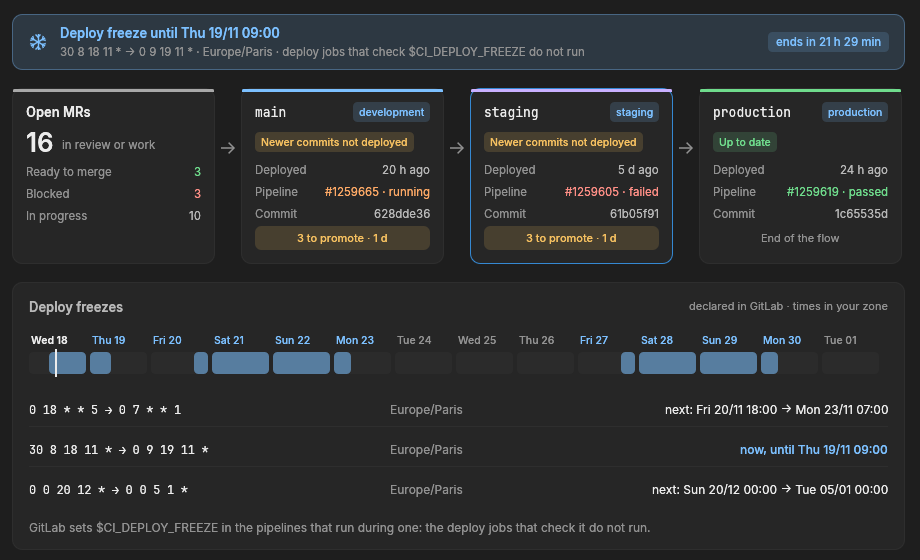 Deploy freeze until Thu 19/11 09:00
30 8 18 11 * → 0 9 19 11 * · Europe/Paris · deploy jobs that check $CI_DEPLOY_FREEZE do not run
ends in 21 h 29 min
Open MRs
16 in review or work
Ready to merge 3
Blocked 3
In progress 10
→
main development
Newer commits not deployed
Deployed 20 h ago
Pipeline #1259665 · running
Commit 628dde36
3 to promote · 1 d
→
staging staging
Newer commits not deployed
Deployed 5 d ago
Pipeline #1259605 · failed
Commit 61b05f91
3 to promote · 1 d
→
production production
Up to date
Deployed 24 h ago
Pipeline #1259619 · passed
Commit 1c65535d
End of the flow
Deploy freezes declared in GitLab · times in your zone
Wed 18 Thu 19 Fri 20 Sat 21 Sun 22 Mon 23 Tue 24 Wed 25 Thu 26 Fri 27 Sat 28 Sun 29 Mon 30 Tue 01
0 18 * * 5 → 0 7 * * 1 Europe/Paris next: Fri 20/11 18:00 → Mon 23/11 07:00
30 8 18 11 * → 0 9 19 11 * Europe/Paris now, until Thu 19/11 09:00
0 0 20 12 * → 0 0 5 1 * Europe/Paris next: Sun 20/12 00:00 → Tue 05/01 00:00
GitLab sets $CI_DEPLOY_FREEZE in the pipelines that run during one: the deploy jobs that check it do not run.